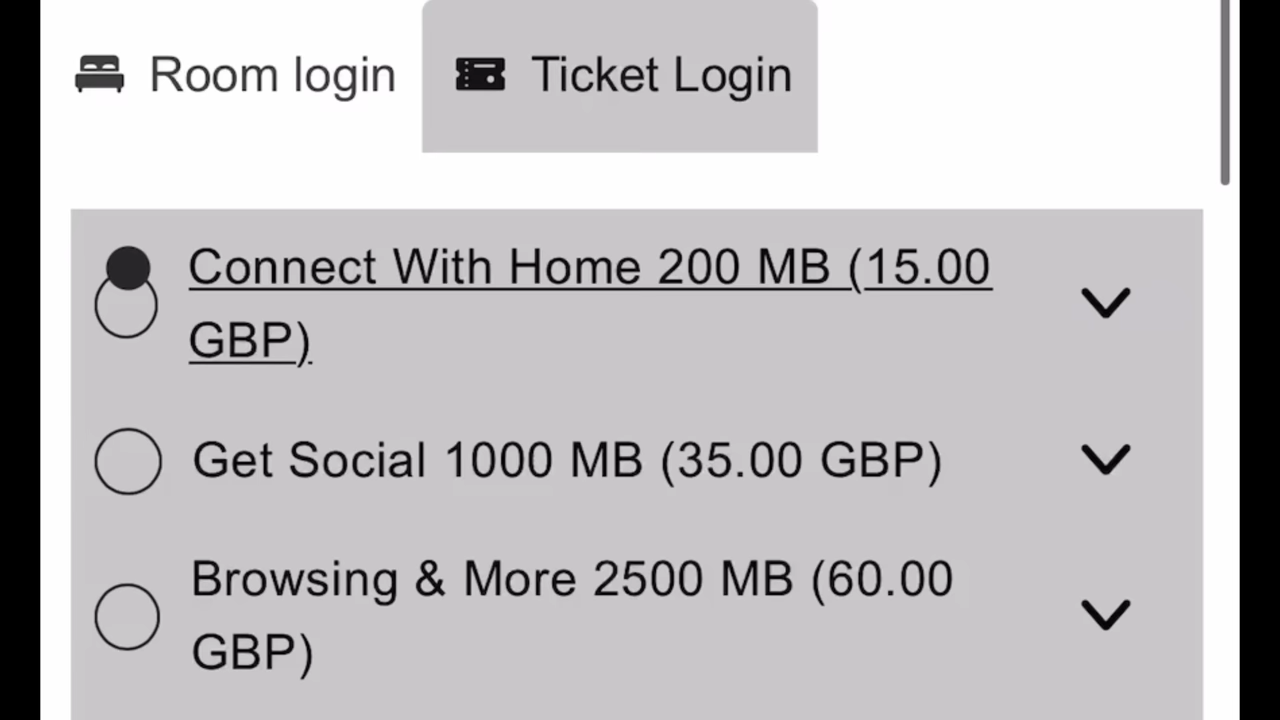 Room login
Ticket Login
Connect With Home 200 MB (15.00
GBP)
Get Social 1000 MB (35.00 GBP)
Browsing & More 2500 MB (60.00
GBP)